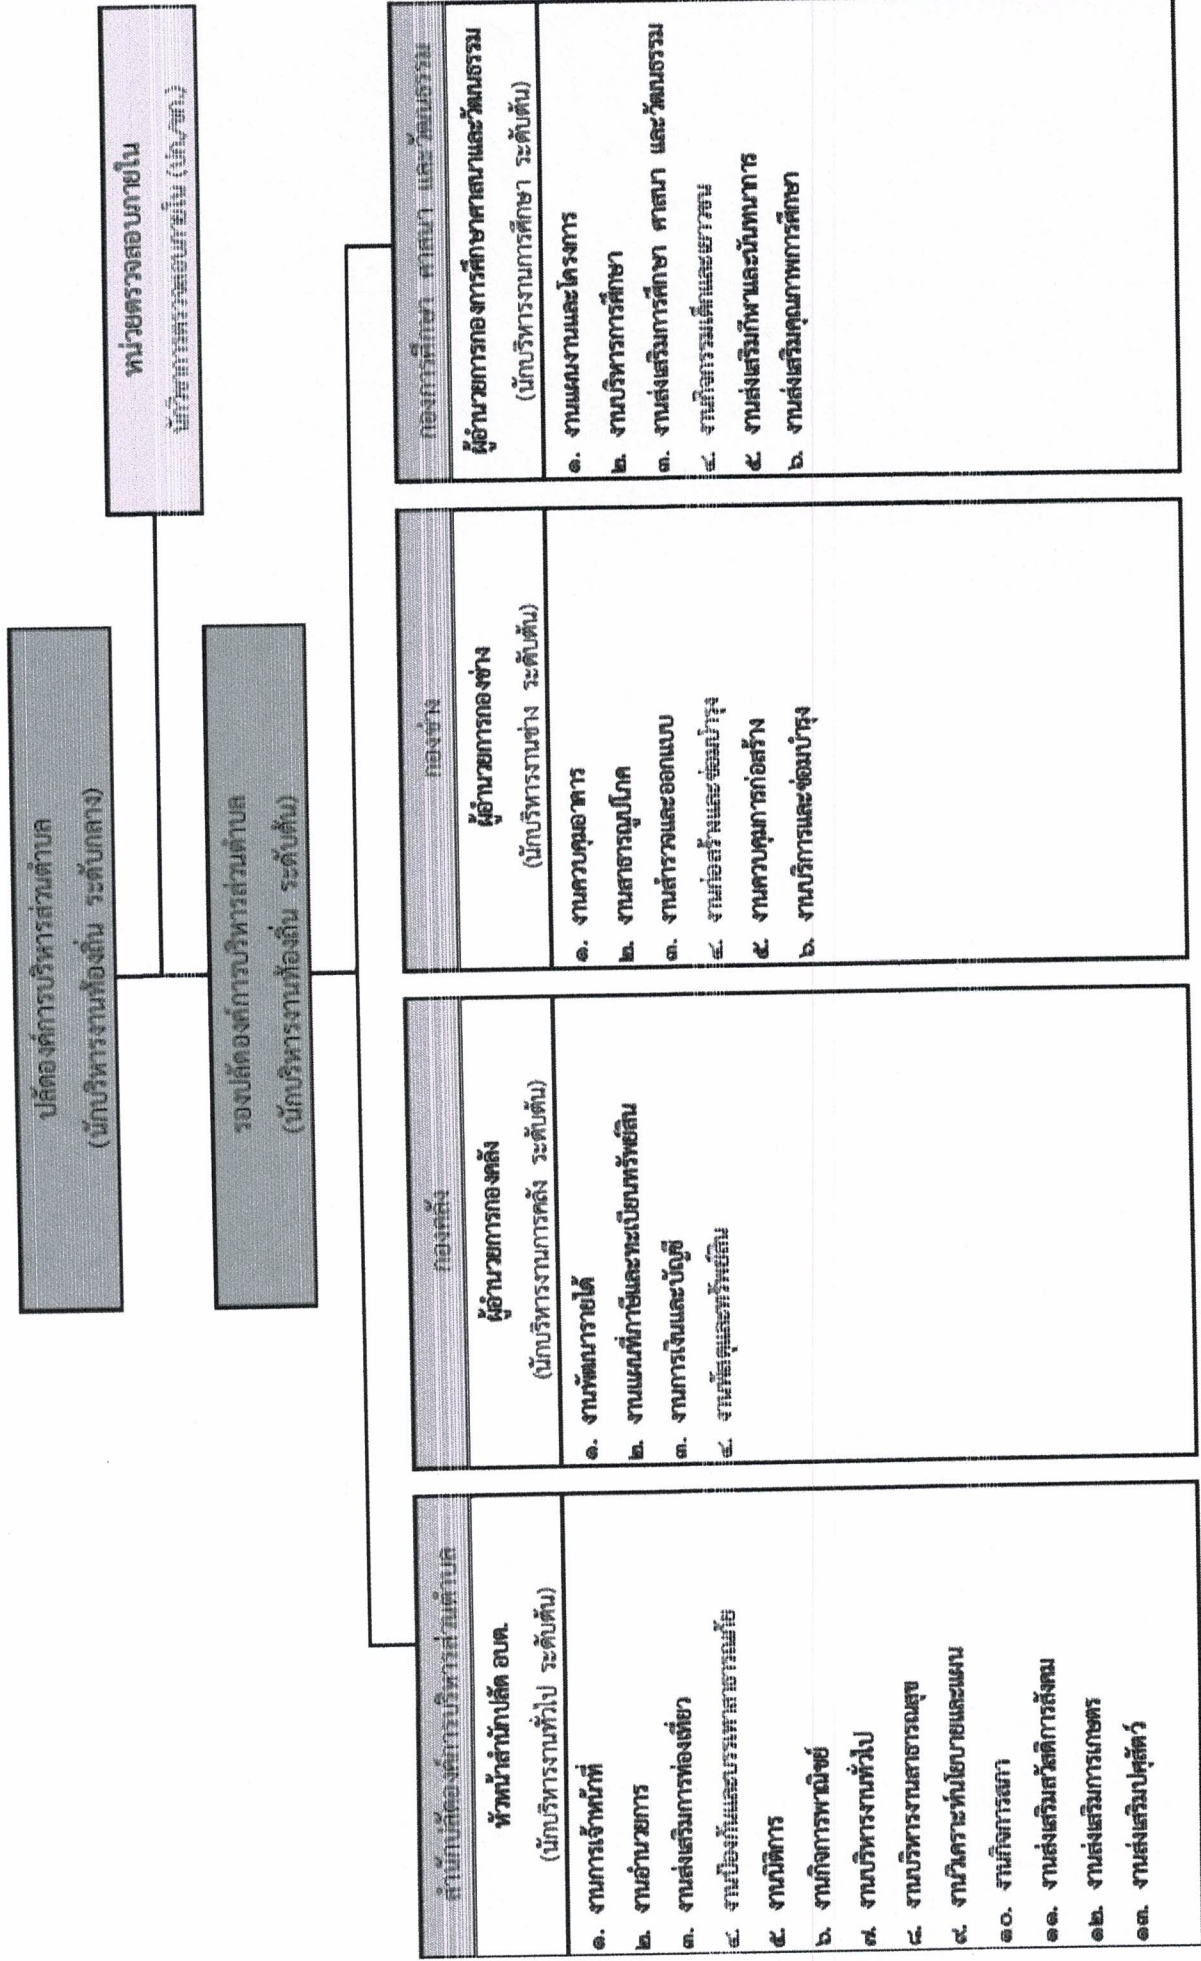 ปลัดองค์การบริหารส่วนตำบล
(นักบริหารงานท้องถิ่น ระดับกลาง)
หน่วยตรวจสอบภายใน
นักวิชาการตรวจสอบภายใน (ปก./ชก.)
รองปลัดองค์การบริหารส่วนตำบล
(นักบริหารงานท้องถิ่น ระดับต้น)
สำนักปลัดองค์การบริหารส่วนตำบล
หัวหน้าสำนักปลัด อบต.
(นักบริหารงานทั่วไป ระดับต้น)
๑. งานการเจ้าหน้าที่
๒. งานอำนวยการ
๓. งานส่งเสริมการท่องเที่ยว
๔. งานป้องกันและบรรเทาสาธารณภัย
๕. งานนิติการ
๖. งานกิจการพาณิชย์
๗. งานบริหารงานทั่วไป
๘. งานบริหารงานสาธารณสุข
๙. งานวิเคราะห์นโยบายและแผน
๑๐. งานกิจการสภา
๑๑. งานส่งเสริมสวัสดิการสังคม
๑๒. งานส่งเสริมการเกษตร
๑๓. งานส่งเสริมปศุสัตว์
กองคลัง
ผู้อำนวยการกองคลัง
(นักบริหารงานการคลัง ระดับต้น)
๑. งานพัฒนารายได้
๒. งานแผนที่ภาษีและทะเบียนทรัพย์สิน
๓. งานการเงินและบัญชี
๔. งานพัสดุและทรัพย์สิน
กองช่าง
ผู้อำนวยการกองช่าง
(นักบริหารงานช่าง ระดับต้น)
๑. งานควบคุมอาคาร
๒. งานสาธารณูปโภค
๓. งานสำรวจและออกแบบ
๔. งานก่อสร้างและซ่อมบำรุง
๕. งานควบคุมการก่อสร้าง
๖. งานบริการและซ่อมบำรุง
กองการศึกษา ศาสนา และวัฒนธรรม
ผู้อำนวยการกองการศึกษาศาสนาและวัฒนธรรม
(นักบริหารงานการศึกษา ระดับต้น)
๑. งานแผนงานและโครงการ
๒. งานบริหารการศึกษา
๓. งานส่งเสริมการศึกษา ศาสนา และวัฒนธรรม
๔. งานกิจกรรมเด็กและเยาวชน
๕. งานส่งเสริมกีฬาและนันทนาการ
๖. งานส่งเสริมคุณภาพการศึกษา